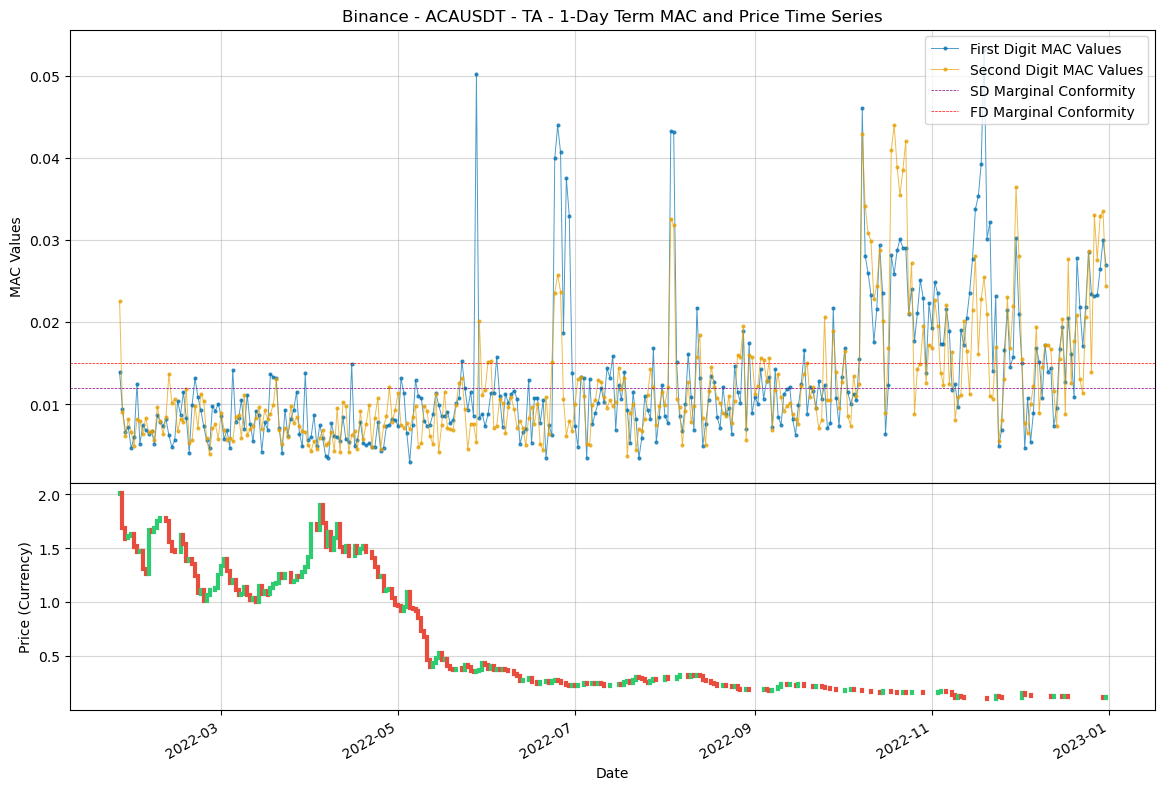 Binance - ACAUSDT - TA - 1-Day Term MAC and Price Time Series
First Digit MAC Values
Second Digit MAC Values
SD Marginal Conformity
FD Marginal Conformity
MAC Values
0.05
0.04
0.03
0.02
0.01
Price (Currency)
2.0
1.5
1.0
0.5
2022-03
2022-05
2022-07
2022-09
2022-11
2023-01
Date